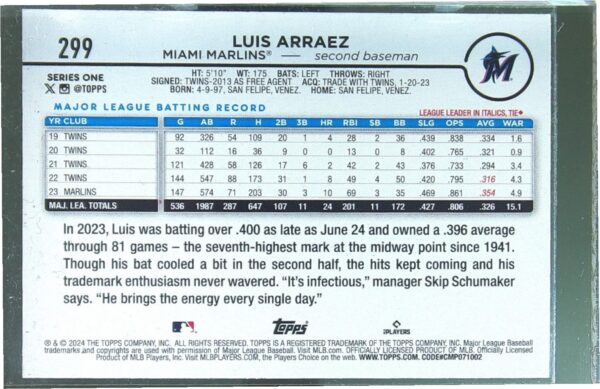 299
LUIS ARRAEZ
MIAMI MARLINS® — second baseman
SERIES ONE
@TOPPS
HT: 5'10" WT: 175 BATS: LEFT THROWS: RIGHT
SIGNED: TWINS-2013 AS FREE AGENT ACQ: TRADE WITH TWINS, 1-20-23
BORN: 4-9-97, SAN FELIPE, VENEZ. HOME: SAN FELIPE, VENEZ.
M
MAJOR LEAGUE BATTING RECORD
LEAGUE LEADER IN ITALICS, TIE♦
YR CLUB G AB R H 2B 3B HR RBI SB BB SLG OPS AVG WAR
19 TWINS 92 326 54 109 20 1 4 28 2 36 .439 .838 .334 1.6
20 TWINS 32 112 16 36 9 0 0 13 0 8 .402 .765 .321 0.9
21 TWINS 121 428 58 126 17 6 2 42 2 43 .376 .733 .294 3.4
22 TWINS 144 547 88 173 31 1 8 49 4 50 .420 .795 .316 4.3
23 MARLINS 147 574 71 203 30 3 10 69 3 35 .469 .861 .354 4.9
MAJ. LEA. TOTALS 536 1987 287 647 107 11 24 201 11 172 .427 .806 .326 15.1
In 2023, Luis was batting over .400 as late as June 24 and owned a .396 average
through 81 games – the seventh-highest mark at the midway point since 1941.
Though his bat cooled a bit in the second half, the hits kept coming and his
trademark enthusiasm never wavered. “It’s infectious,” manager Skip Schumaker
says. “He brings the energy every single day.”
Topps
PLAYERS
® & © 2024 THE TOPPS COMPANY, INC. ALL RIGHTS RESERVED. TOPPS IS A REGISTERED TRADEMARK OF THE TOPPS COMPANY, INC. Major League Baseball
trademarks and copyrights are used with permission of Major League Baseball. Visit MLB.com. OFFICIALLY LICENSED PRODUCT OF MLB. Officially Licensed
Product of MLB Players, Inc. Visit MLBPLAYERS.COM, the Players Choice on the web. WWW.TOPPS.COM. CODE#CMP071002